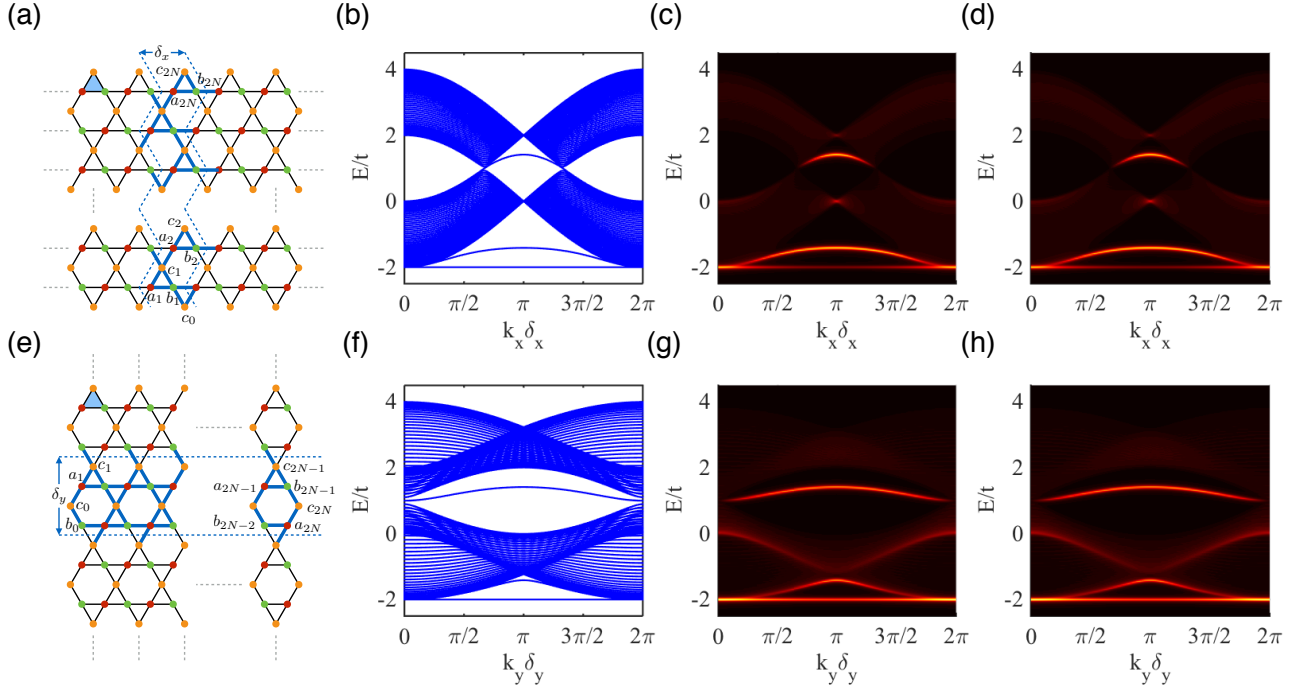 (a)
δx
c2N
b2N
a2N
c2
a2
b2
c1
a1 b1
c0
(b)
E/t
4
2
0
-2
0 π/2 π 3π/2 2π
kxδx
(c)
E/t
4
2
0
-2
0 π/2 π 3π/2 2π
kxδx
(d)
E/t
4
2
0
-2
0 π/2 π 3π/2 2π
kxδx
(e)
c1
a1
δy
c0
b0
c2N−1
a2N−1
b2N−1
c2N
b2N−2
a2N
(f)
E/t
4
2
0
-2
0 π/2 π 3π/2 2π
kyδy
(g)
E/t
4
2
0
-2
0 π/2 π 3π/2 2π
kyδy
(h)
E/t
4
2
0
-2
0 π/2 π 3π/2 2π
kyδy